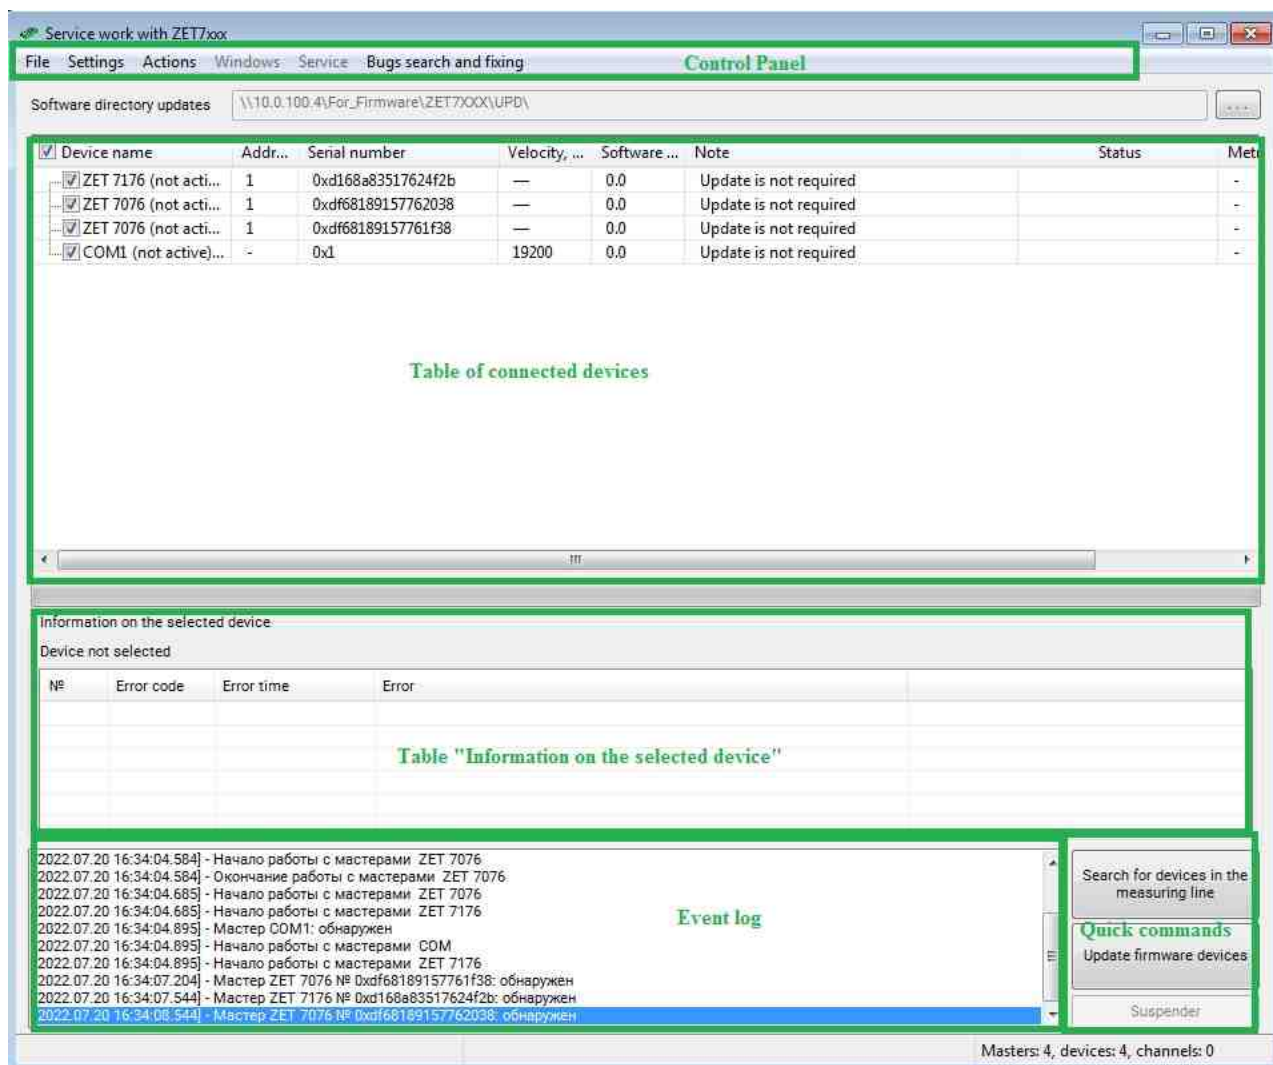 Service work with ZET7xxx
File Settings Actions Windows Service Bugs search and fixing Control Panel
Software directory updates \\10.0.100.4\For_Firmware\ZET7XXX\UPD\ ...
Device name Addr... Serial number Velocity, ... Software ... Note Status Met
ZET 7176 (not acti... 1 0xd168a83517624f2b — 0.0 Update is not required -
ZET 7076 (not acti... 1 0xdf68189157762038 — 0.0 Update is not required -
ZET 7076 (not acti... 1 0xdf68189157761f38 — 0.0 Update is not required -
COM1 (not active)... - 0x1 19200 0.0 Update is not required -
Table of connected devices
Information on the selected device
Device not selected
№ Error code Error time Error
Table "Information on the selected device"
2022.07.20 16:34:04.584] - Начало работы с мастерами ZET 7076
2022.07.20 16:34:04.584] - Окончание работы с мастерами ZET 7076
2022.07.20 16:34:04.685] - Начало работы с мастерами ZET 7076
2022.07.20 16:34:04.685] - Начало работы с мастерами ZET 7176
2022.07.20 16:34:04.895] - Мастер COM1: обнаружен
2022.07.20 16:34:04.895] - Начало работы с мастерами COM
2022.07.20 16:34:04.895] - Начало работы с мастерами ZET 7176
2022.07.20 16:34:07.204] - Мастер ZET 7076 № 0xdf68189157761f38: обнаружен
2022.07.20 16:34:07.544] - Мастер ZET 7176 № 0xd168a83517624f2b: обнаружен
2022.07.20 16:34:08.544] - Мастер ZET 7076 № 0xdf68189157762038: обнаружен
Event log
Search for devices in the
measuring line
Quick commands
Update firmware devices
Suspender
Masters: 4, devices: 4, channels: 0